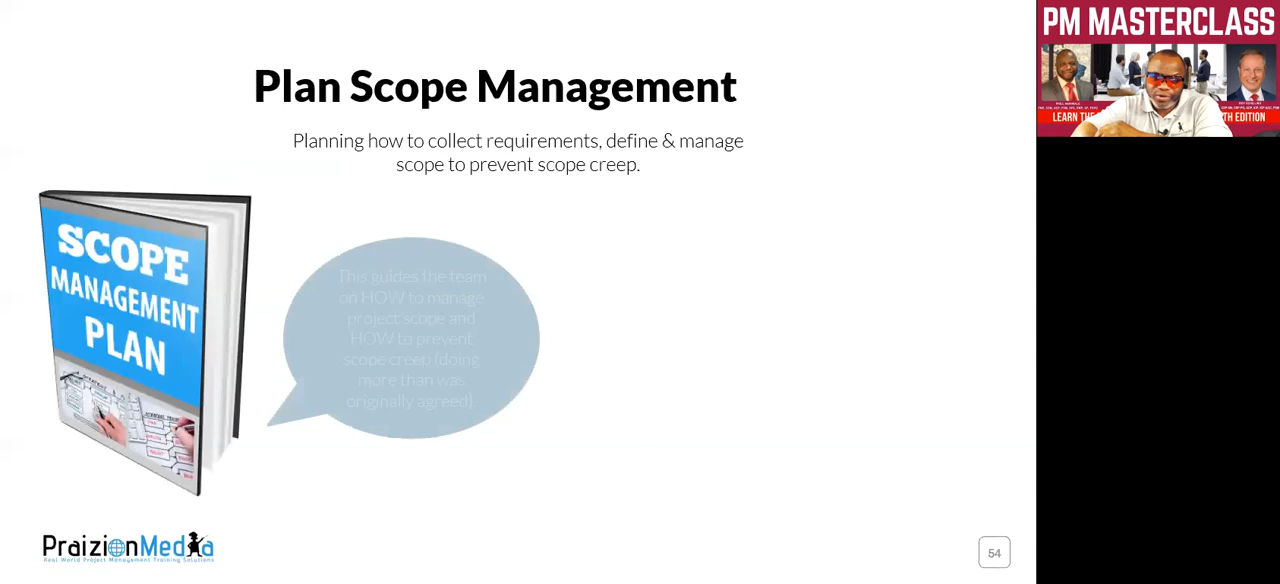 Plan Scope Management
Planning how to collect requirements, define & manage
scope to prevent scope creep.
SCOPE
MANAGEMENT
PLAN
This guides the team
on HOW to manage
project scope and
HOW to prevent
scope creep (doing
more than was
originally agreed)
PraizionMedia
Real World Project Management Training Solutions
54
PM MASTERCLASS
LEARN THE
TH EDITION